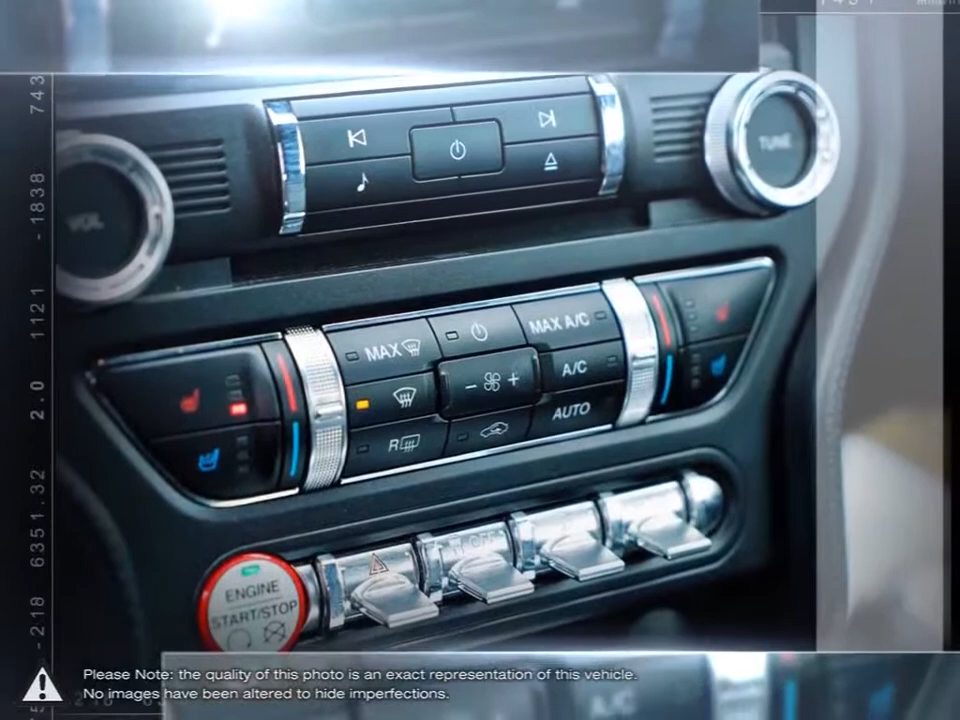 743
-1838
1121
2.0
6351.32
-218
VOL
TUNE
MAX
MAX A/C
A/C
R
AUTO
OFF
ENGINE
START/STOP
Please Note: the quality of this photo is an exact representation of this vehicle.
No images have been altered to hide imperfections.